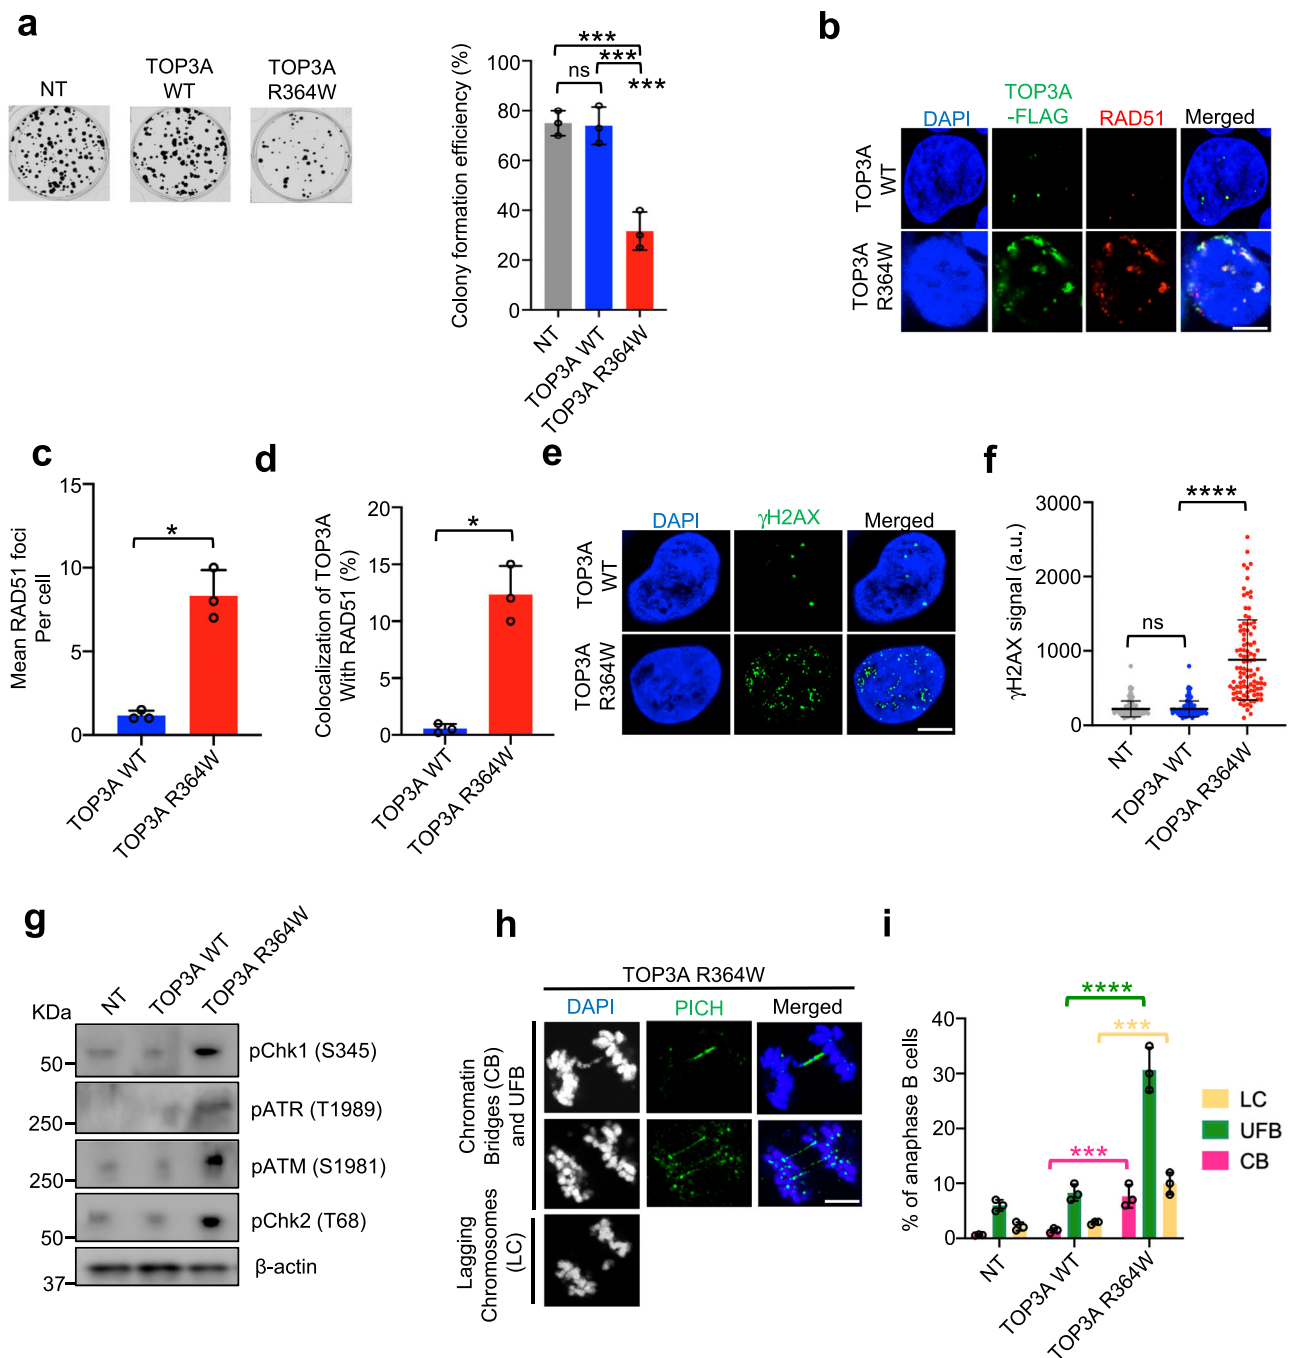 a
NT
TOP3A
WT
TOP3A
R364W
Colony formation efficiency (%)
100
80
60
40
20
0
***
***
ns
***
NT
TOP3A WT
TOP3A R364W
b
DAPI
TOP3A
-FLAG
RAD51
Merged
TOP3A
WT
TOP3A
R364W
c
Mean RAD51 foci
Per cell
15
10
5
0
*
TOP3A WT
TOP3A R364W
d
Colocalization of TOP3A
With RAD51 (%)
20
15
10
5
0
*
TOP3A WT
TOP3A R364W
e
DAPI
γH2AX
Merged
TOP3A
WT
TOP3A
R364W
f
γH2AX signal (a.u.)
3000
2000
1000
0
****
ns
NT
TOP3A WT
TOP3A R364W
g
KDa
NT
TOP3A WT
TOP3A R364W
50
pChk1 (S345)
250
pATR (T1989)
250
pATM (S1981)
50
pChk2 (T68)
37
β-actin
h
TOP3A R364W
DAPI
PICH
Merged
Chromatin
Bridges (CB)
and UFB
Lagging
Chromosomes
(LC)
i
% of anaphase B cells
40
30
20
10
0
****
***
***
NT
TOP3A WT
TOP3A R364W
LC
UFB
CB